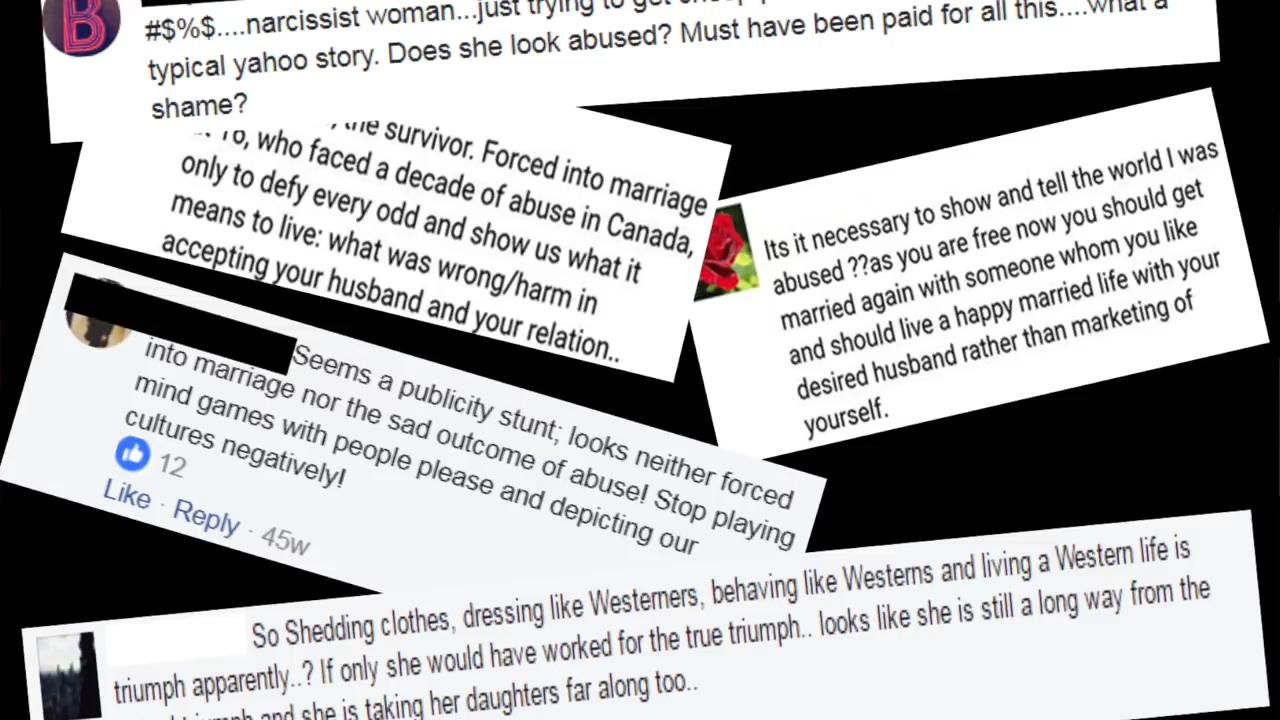 B
#$%$....narcissist woman...just trying to get
typical yahoo story. Does she look abused? Must have been paid for all this....what a
shame?
the survivor. Forced into marriage
16, who faced a decade of abuse in Canada,
only to defy every odd and show us what it
means to live: what was wrong/harm in
accepting your husband and your relation..
Its it necessary to show and tell the world I was
abused ??as you are free now you should get
married again with someone whom you like
and should live a happy married life with your
desired husband rather than marketing of
yourself.
Seems a publicity stunt; looks neither forced
into marriage nor the sad outcome of abuse! Stop playing
mind games with people please and depicting our
cultures negatively!
12
Like · Reply · 45w
So Shedding clothes, dressing like Westerners, behaving like Westerns and living a Western life is
triumph apparently..? If only she would have worked for the true triumph.. looks like she is still a long way from the
triumph and she is taking her daughters far along too..